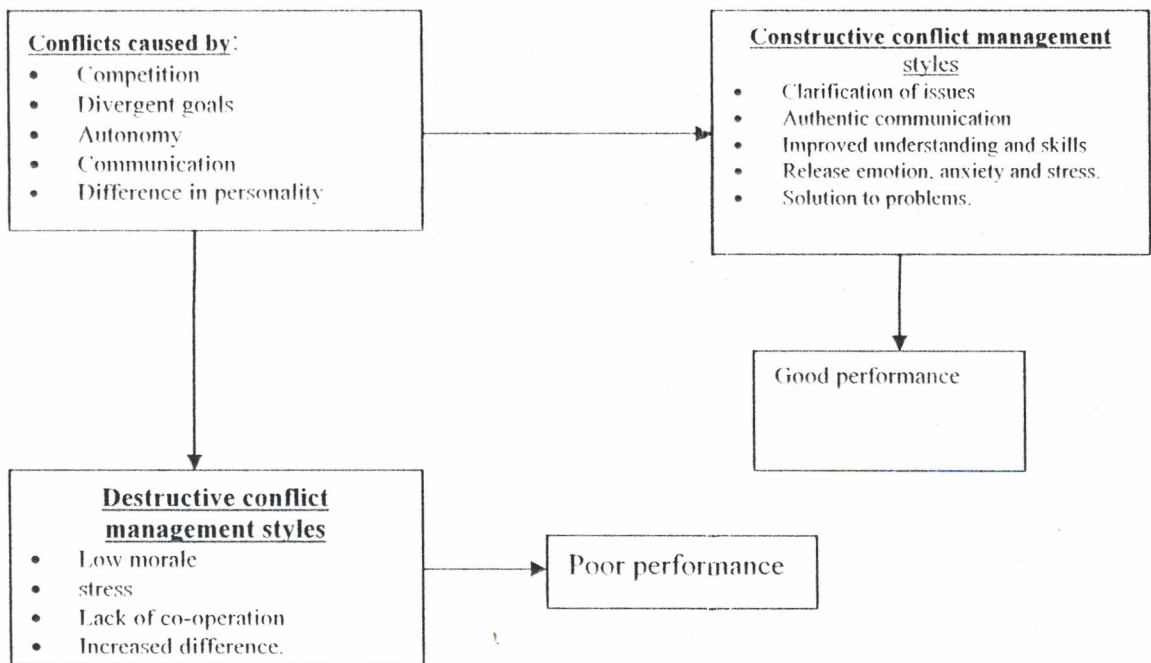 Conflicts caused by:
• Competition
• Divergent goals
• Autonomy
• Communication
• Difference in personality
Constructive conflict management
styles
• Clarification of issues
• Authentic communication
• Improved understanding and skills
• Release emotion, anxiety and stress.
• Solution to problems.
Good performance
Destructive conflict
management styles
• Low morale
• stress
• Lack of co-operation
• Increased difference.
Poor performance